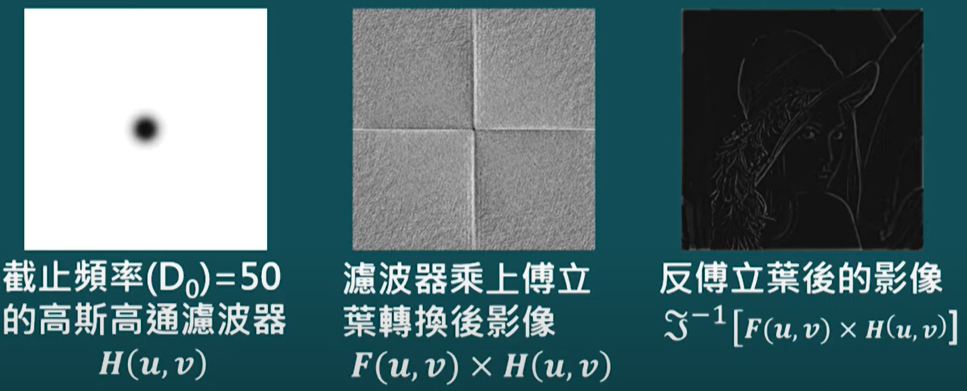 截止頻率(D₀)=50
的高斯高通濾波器
H(u,v)
濾波器乘上傅立
葉轉換後影像
F(u,v) × H(u,v)
反傅立葉後的影像
ℑ⁻¹[F(u,v) × H(u,v)]